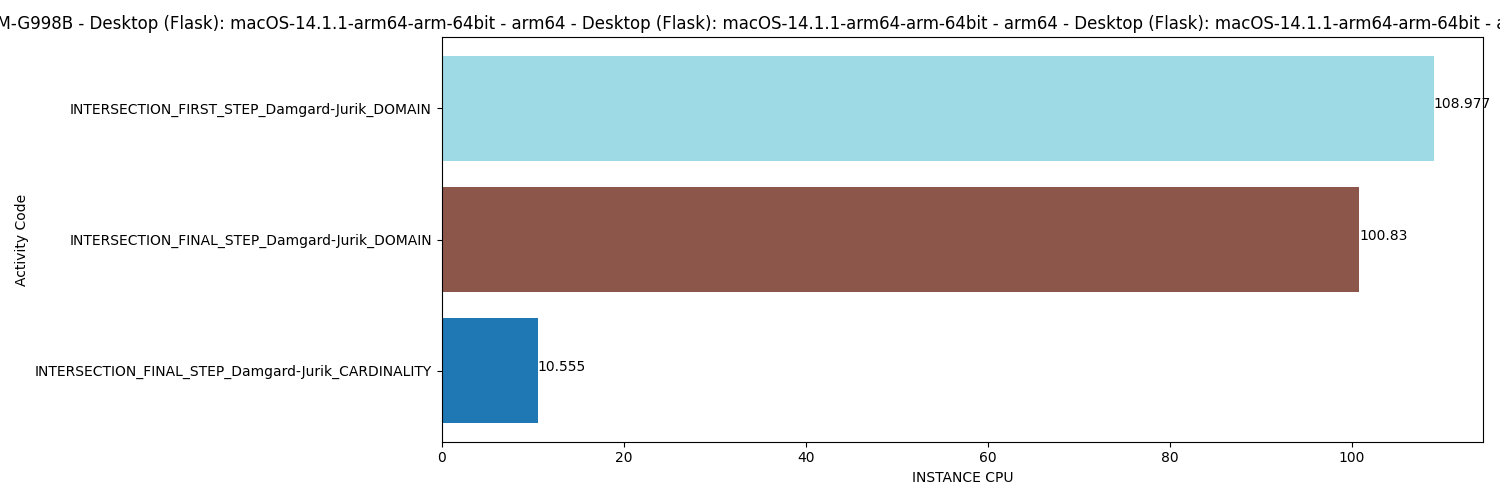 M-G998B - Desktop (Flask): macOS-14.1.1-arm64-arm-64bit - arm64 - Desktop (Flask): macOS-14.1.1-arm64-arm-64bit - arm64 - Desktop (Flask): macOS-14.1.1-arm64-arm-64bit - a
INTERSECTION_FIRST_STEP_Damgard-Jurik_DOMAIN
108.977
INTERSECTION_FINAL_STEP_Damgard-Jurik_DOMAIN
100.83
INTERSECTION_FINAL_STEP_Damgard-Jurik_CARDINALITY
10.555
Activity Code
0 20 40 60 80 100
INSTANCE CPU